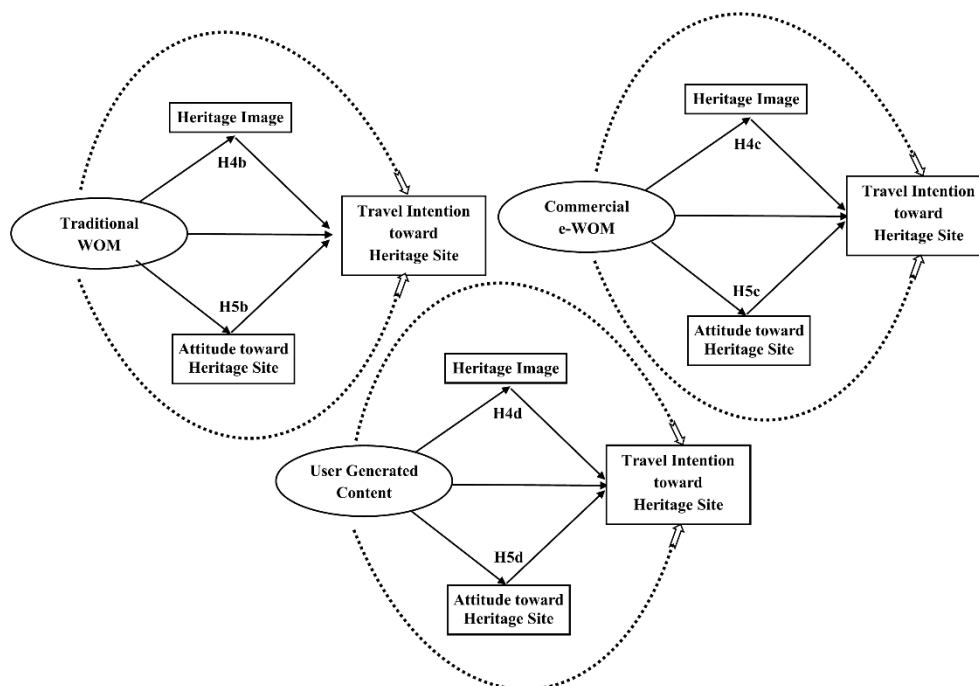 Heritage Image
H4b
Traditional
WOM
Travel Intention
toward
Heritage Site
H5b
Attitude toward
Heritage Site
Heritage Image
H4c
Commercial
e-WOM
Travel Intention
toward
Heritage Site
H5c
Attitude toward
Heritage Site
Heritage Image
H4d
User Generated
Content
Travel Intention
toward
Heritage Site
H5d
Attitude toward
Heritage Site